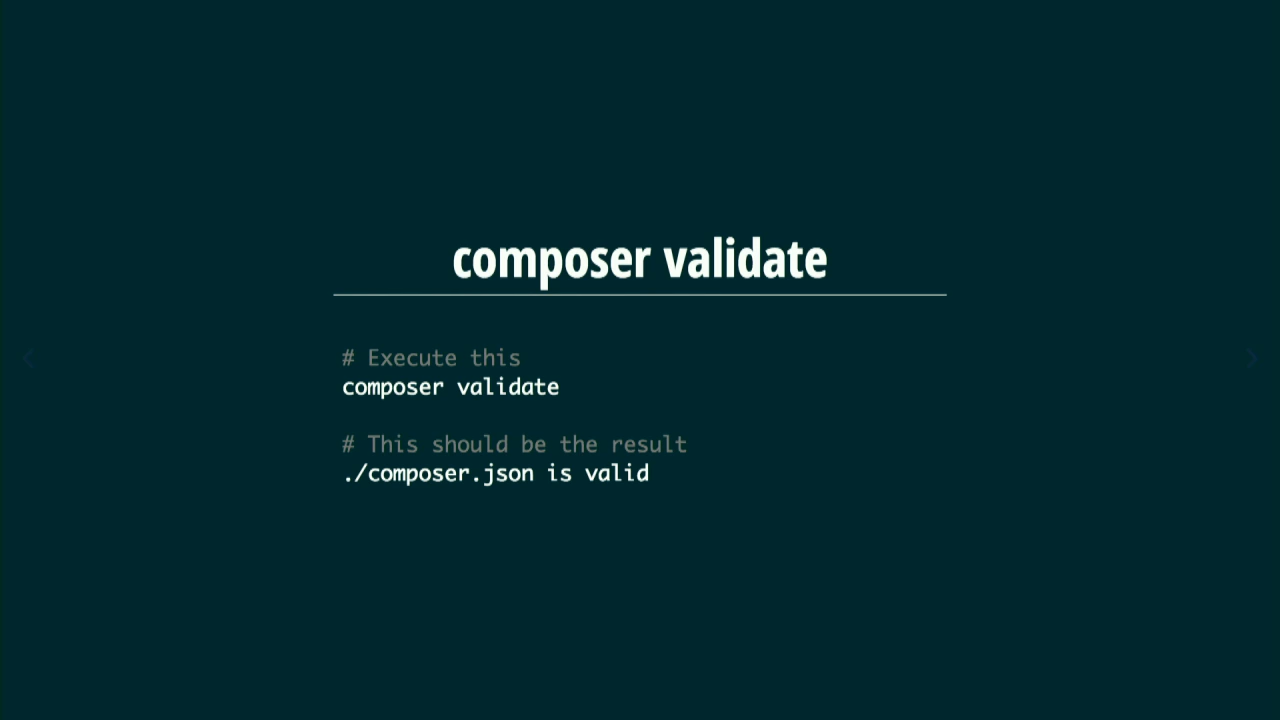 composer validate
# Execute this
composer validate
# This should be the result
./composer.json is valid